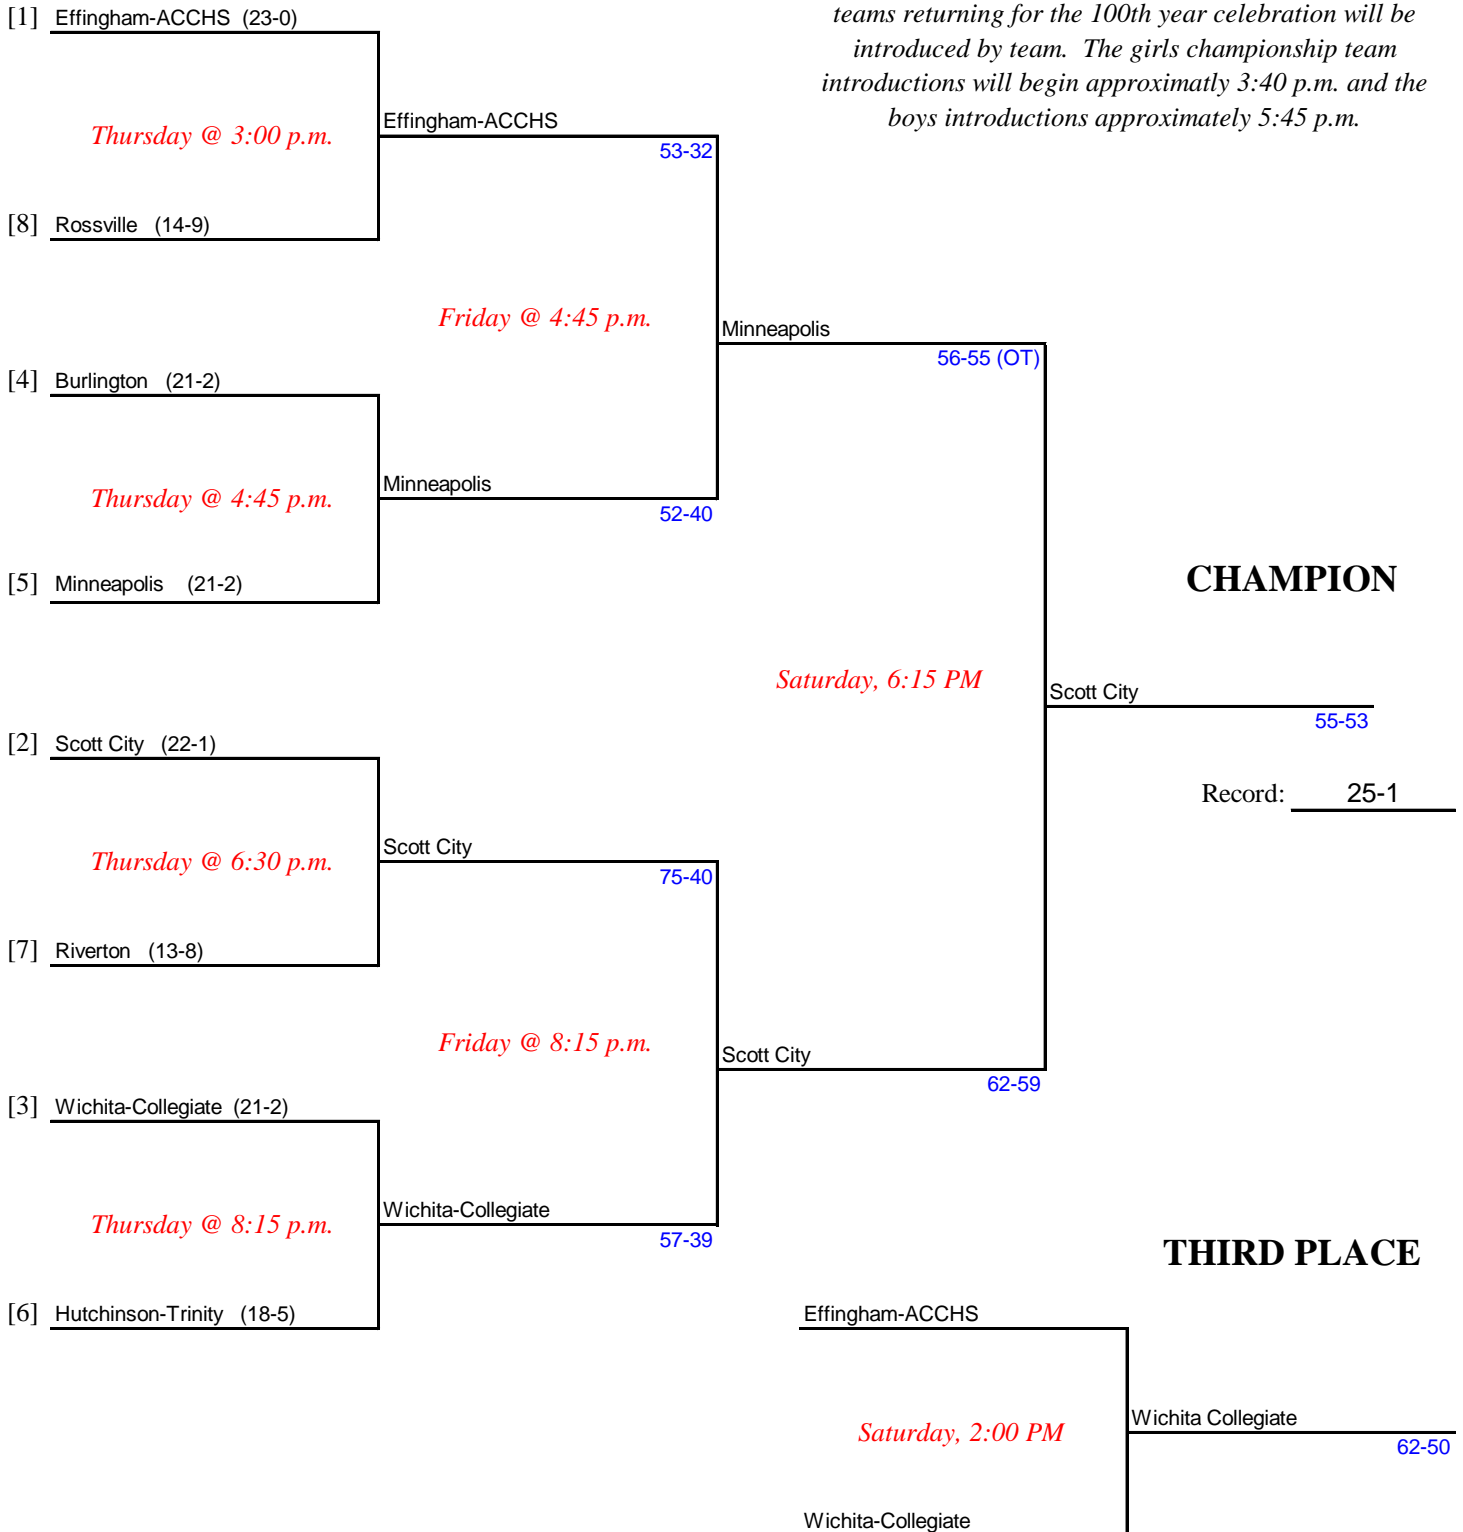 teams returning for the 100th year celebration will be
introduced by team. The girls championship team
introductions will begin approximatly 3:40 p.m. and the
boys introductions approximately 5:45 p.m.
[1] Effingham-ACCHS (23-0)
Thursday @ 3:00 p.m.
Effingham-ACCHS
53-32
[8] Rossville (14-9)
Friday @ 4:45 p.m.
Minneapolis
56-55 (OT)
[4] Burlington (21-2)
Thursday @ 4:45 p.m.
Minneapolis
52-40
[5] Minneapolis (21-2)
CHAMPION
Saturday, 6:15 PM
Scott City
55-53
Record: 25-1
[2] Scott City (22-1)
Thursday @ 6:30 p.m.
Scott City
75-40
[7] Riverton (13-8)
Friday @ 8:15 p.m.
Scott City
62-59
[3] Wichita-Collegiate (21-2)
Thursday @ 8:15 p.m.
Wichita-Collegiate
57-39
[6] Hutchinson-Trinity (18-5)
THIRD PLACE
Effingham-ACCHS
Saturday, 2:00 PM
Wichita Collegiate
62-50
Wichita-Collegiate